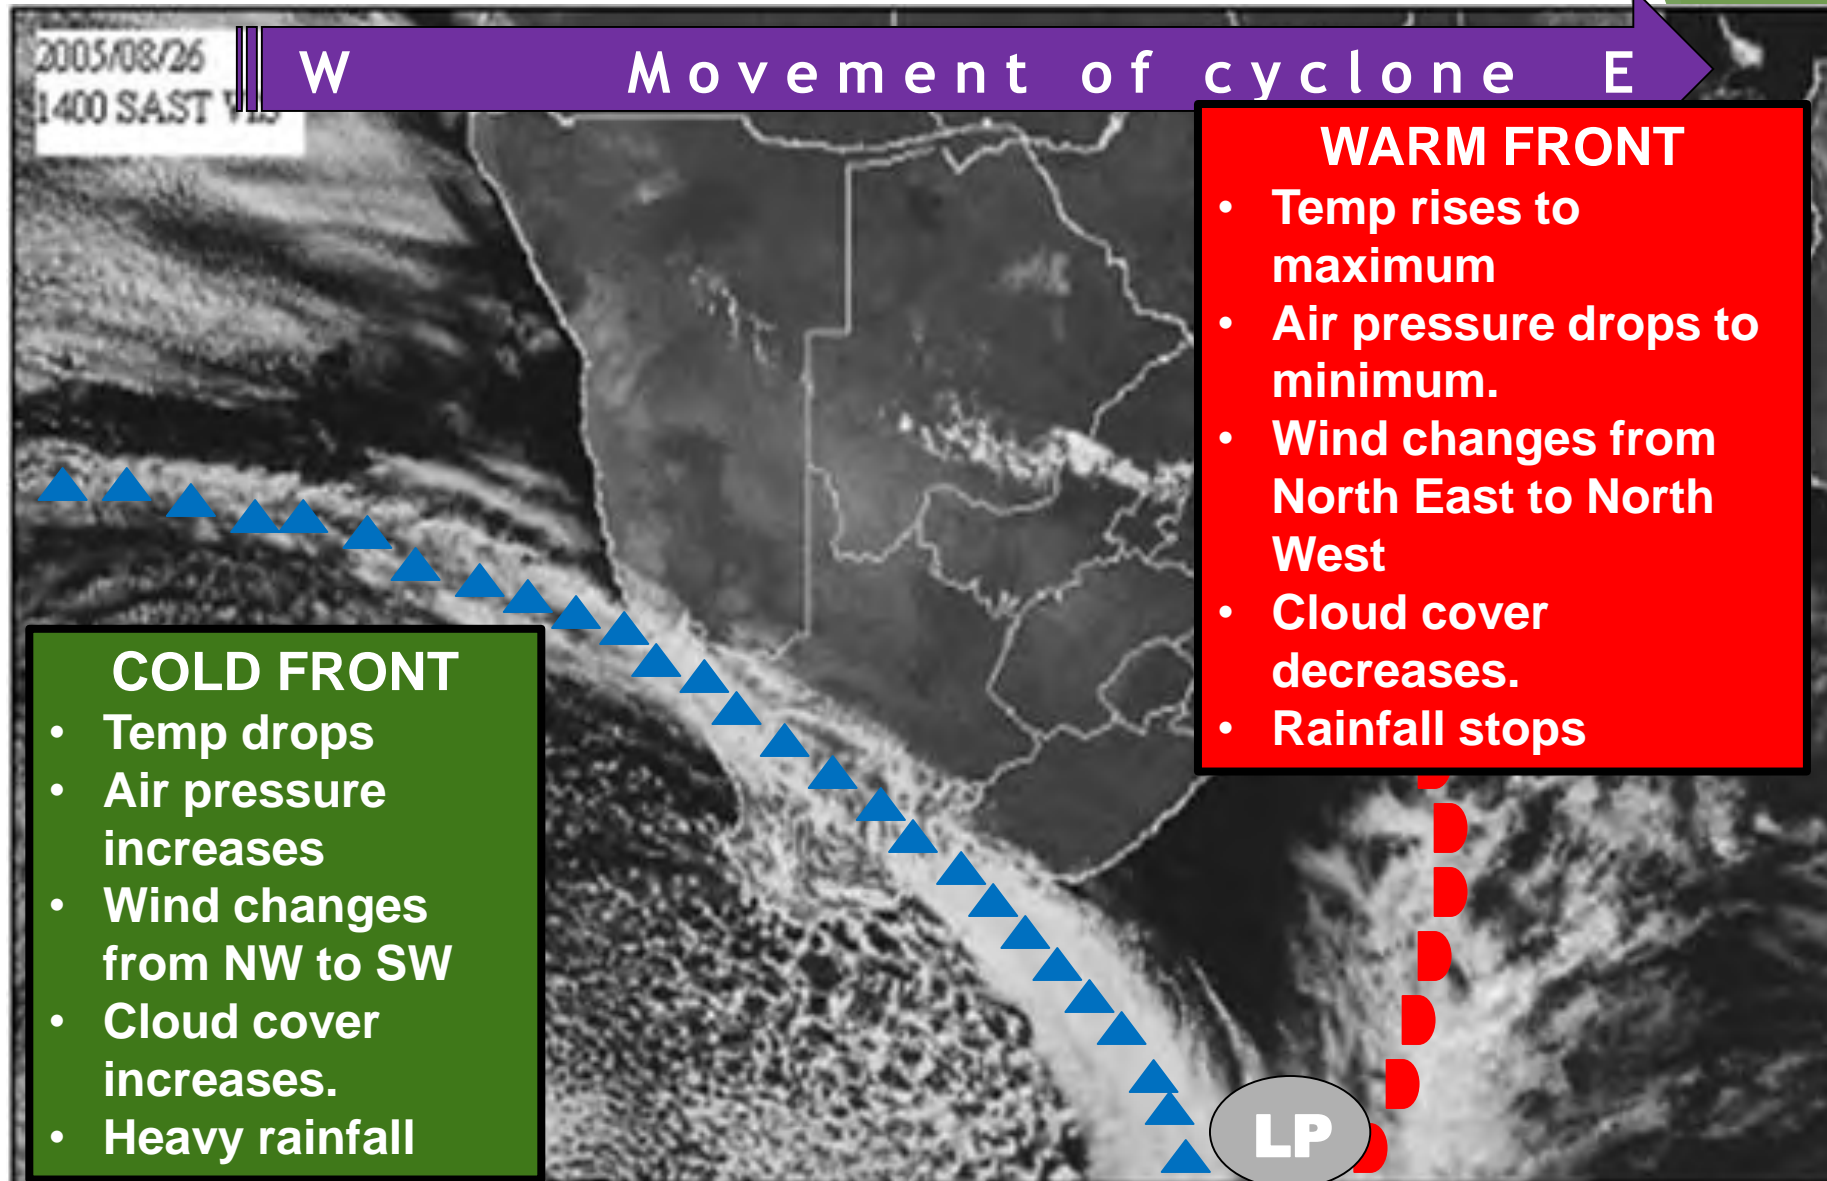 2005/08/26
1400 SAST VIS
W Movement of cyclone E
WARM FRONT
• Temp rises to
maximum
• Air pressure drops to
minimum.
• Wind changes from
North East to North
West
• Cloud cover
decreases.
• Rainfall stops
COLD FRONT
• Temp drops
• Air pressure
increases
• Wind changes
from NW to SW
• Cloud cover
increases.
• Heavy rainfall
LP